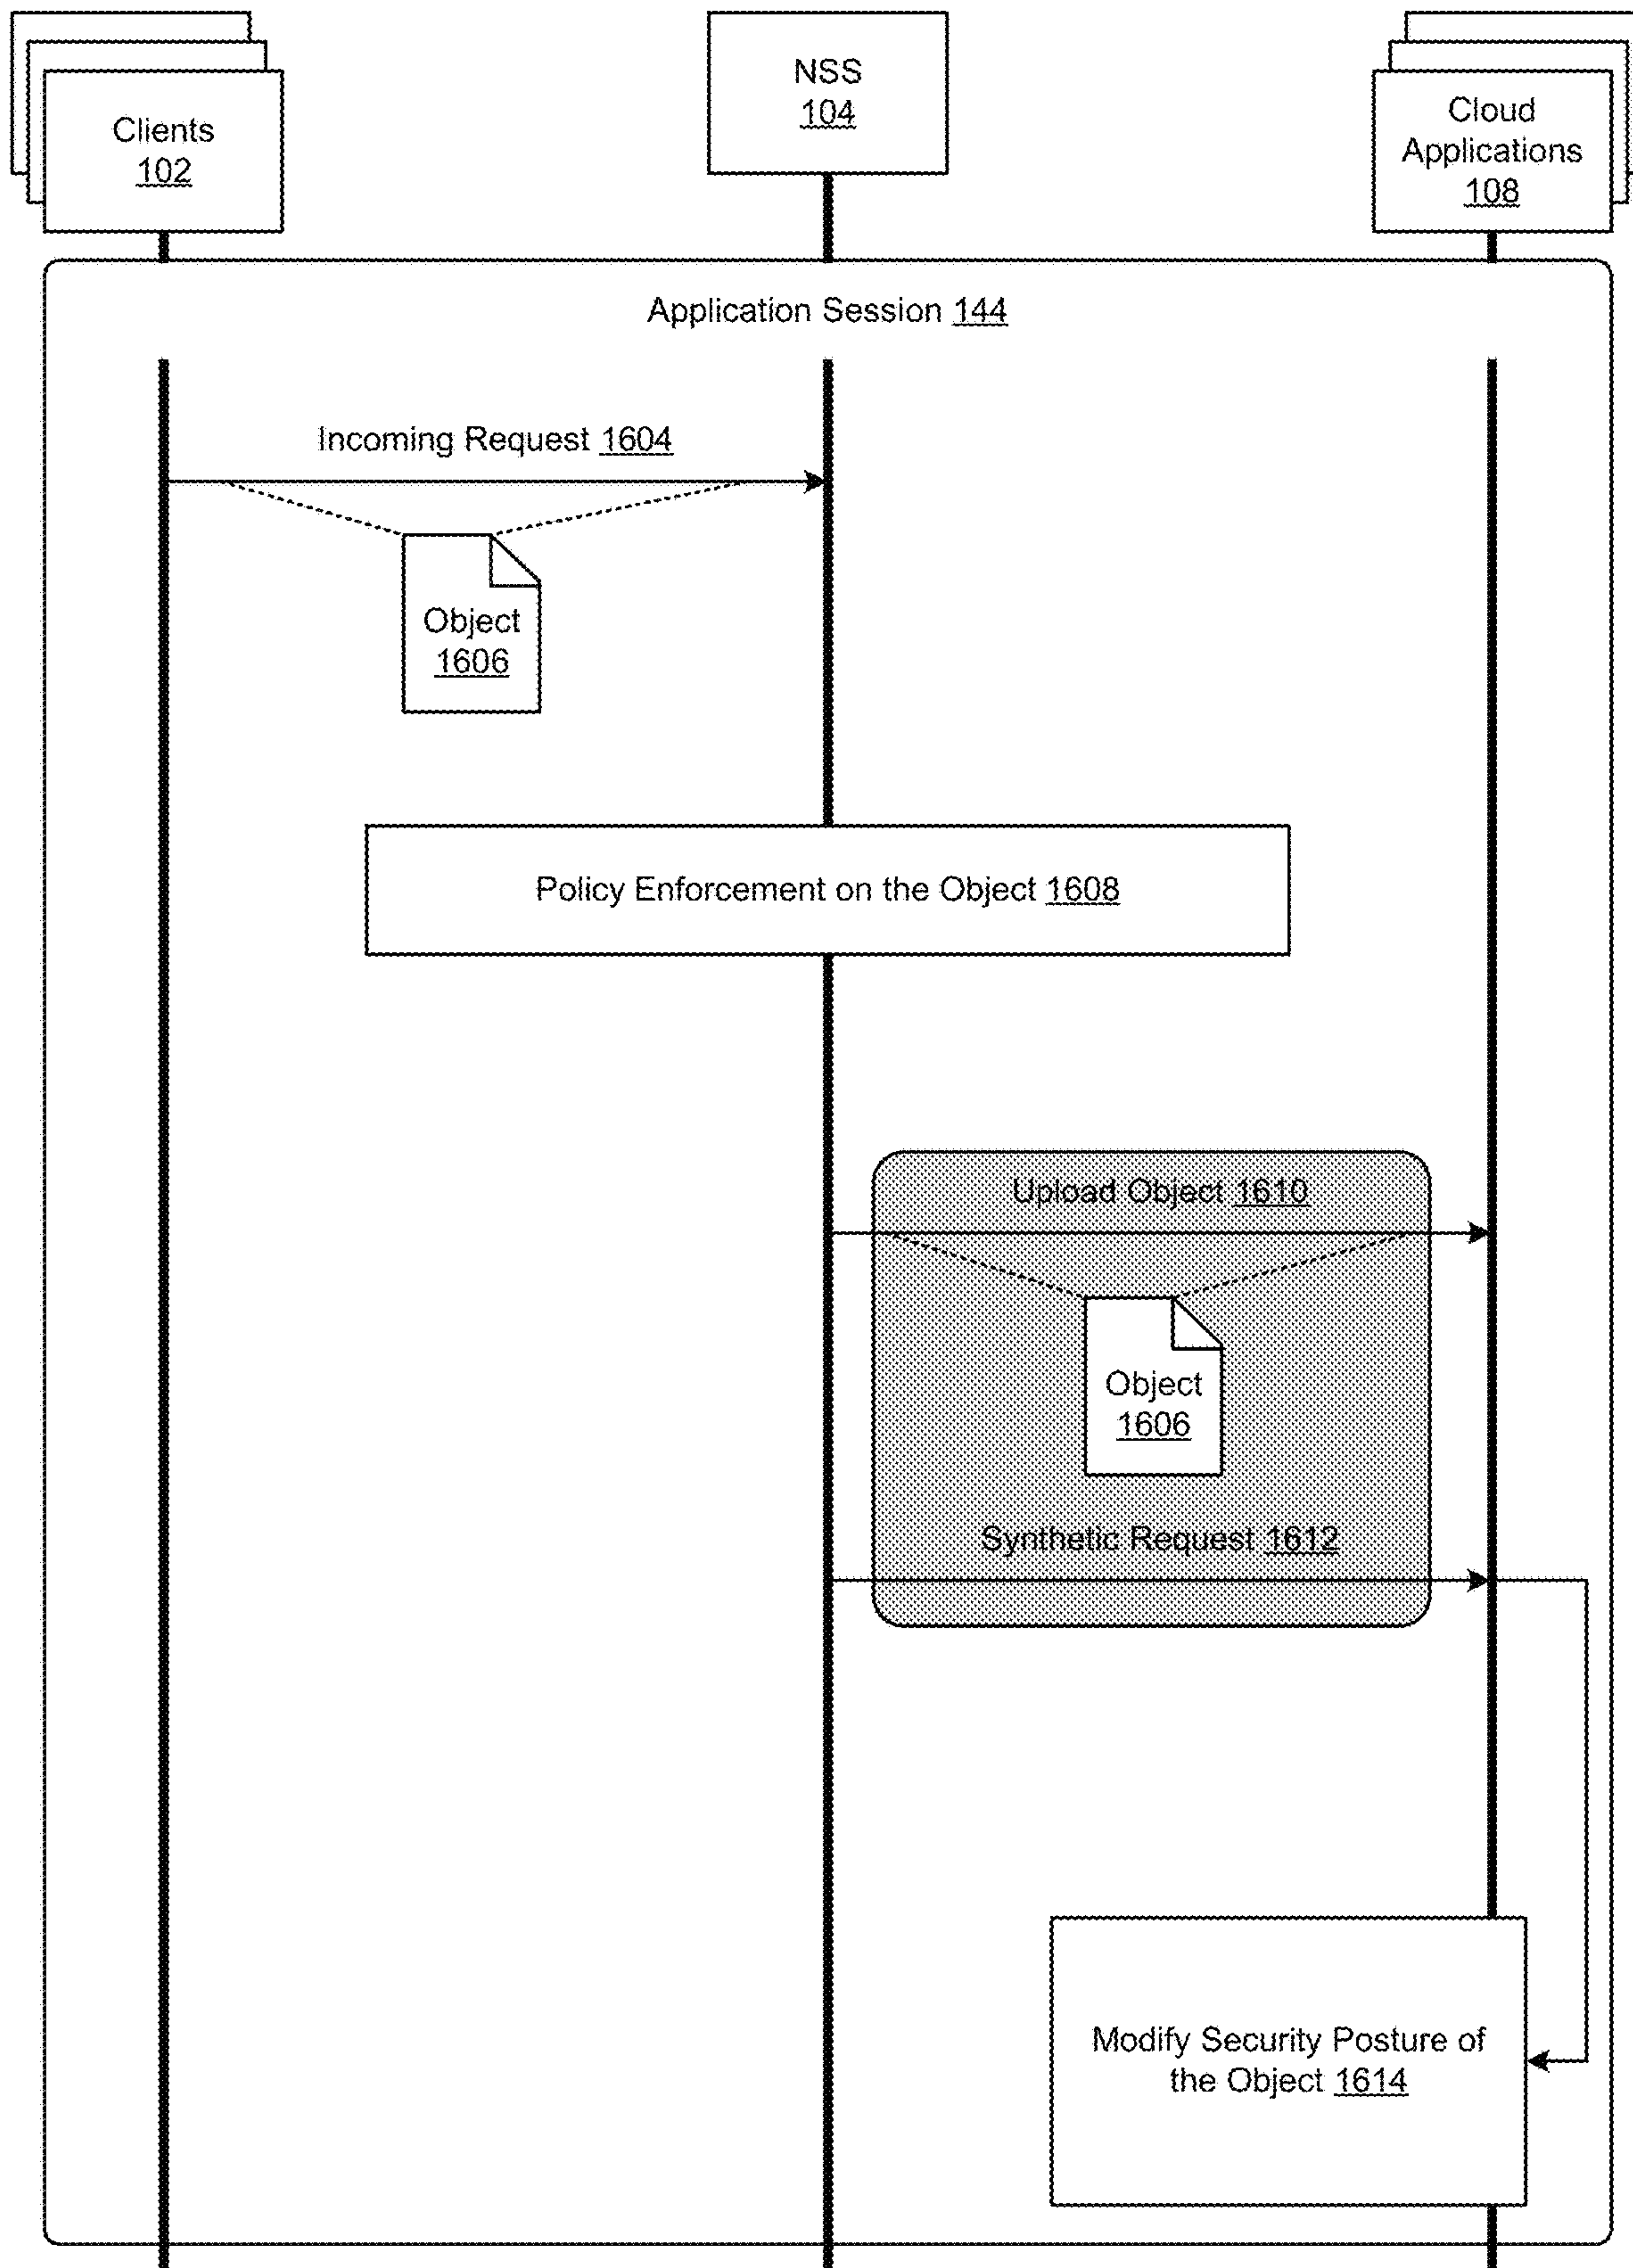 Clients
102
NSS
104
Cloud
Applications
108
Application Session 144
Incoming Request 1604
Object
1606
Policy Enforcement on the Object 1608
Upload Object 1610
Object
1606
Synthetic Request 1612
Modify Security Posture of
the Object 1614